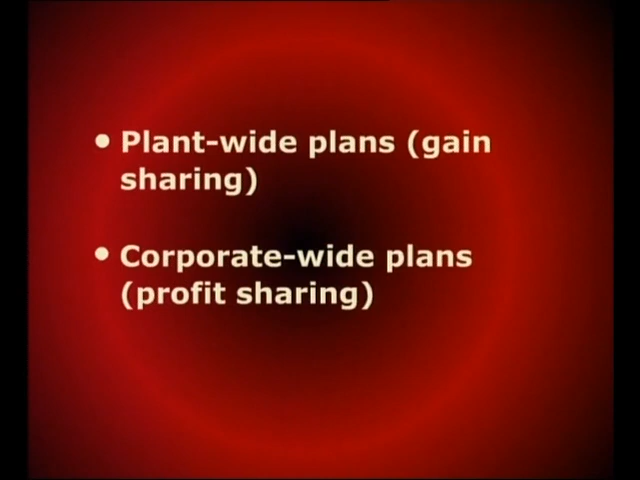 • Plant-wide plans (gain
sharing)
• Corporate-wide plans
(profit sharing)